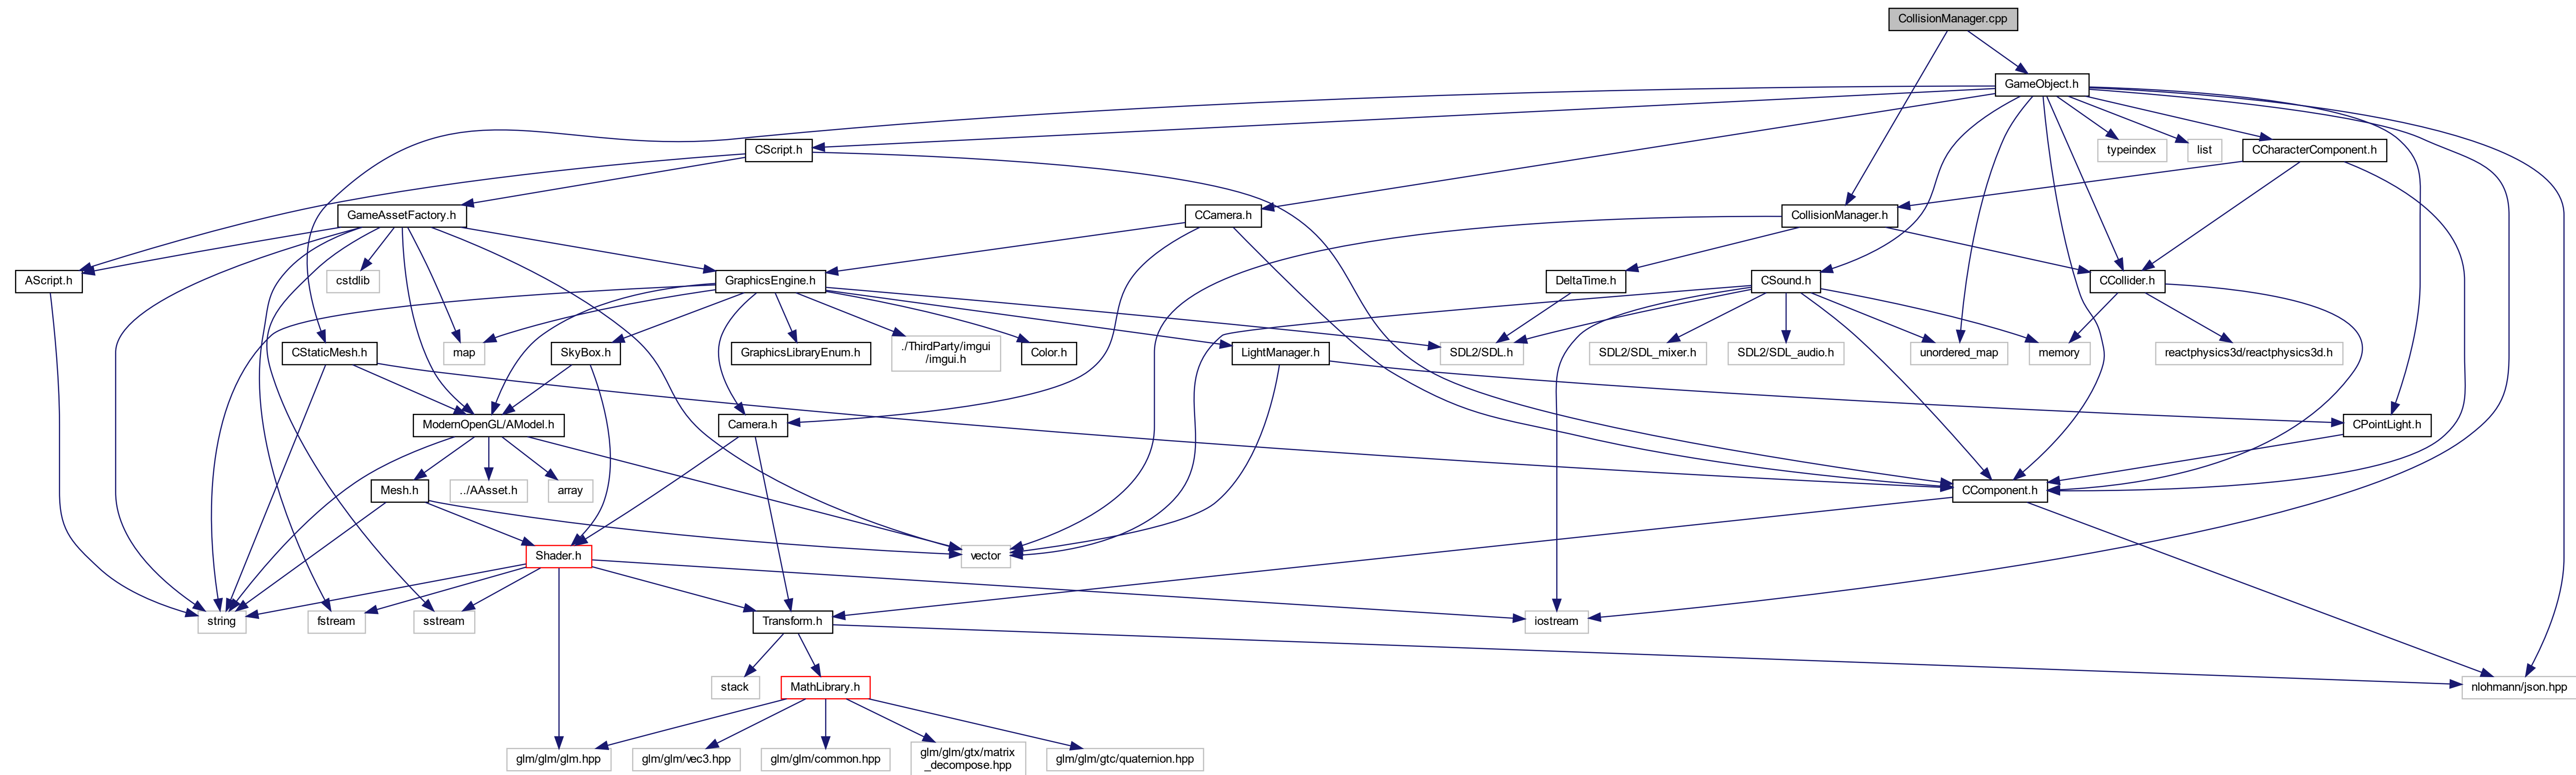 CollisionManager.cpp
GameObject.h
CScript.h
typeindex
list
CCharacterComponent.h
GameAssetFactory.h
CCamera.h
CollisionManager.h
AScript.h
cstdlib
GraphicsEngine.h
DeltaTime.h
CSound.h
CCollider.h
CStaticMesh.h
map
SkyBox.h
GraphicsLibraryEnum.h
./ThirdParty/imgui
/imgui.h
Color.h
LightManager.h
SDL2/SDL.h
SDL2/SDL_mixer.h
SDL2/SDL_audio.h
unordered_map
memory
reactphysics3d/reactphysics3d.h
ModernOpenGL/AModel.h
Camera.h
CPointLight.h
Mesh.h
../AAsset.h
array
CComponent.h
Shader.h
vector
string
fstream
sstream
Transform.h
iostream
stack
MathLibrary.h
nlohmann/json.hpp
glm/glm/glm.hpp
glm/glm/vec3.hpp
glm/glm/common.hpp
glm/glm/gtx/matrix
_decompose.hpp
glm/glm/gtc/quaternion.hpp